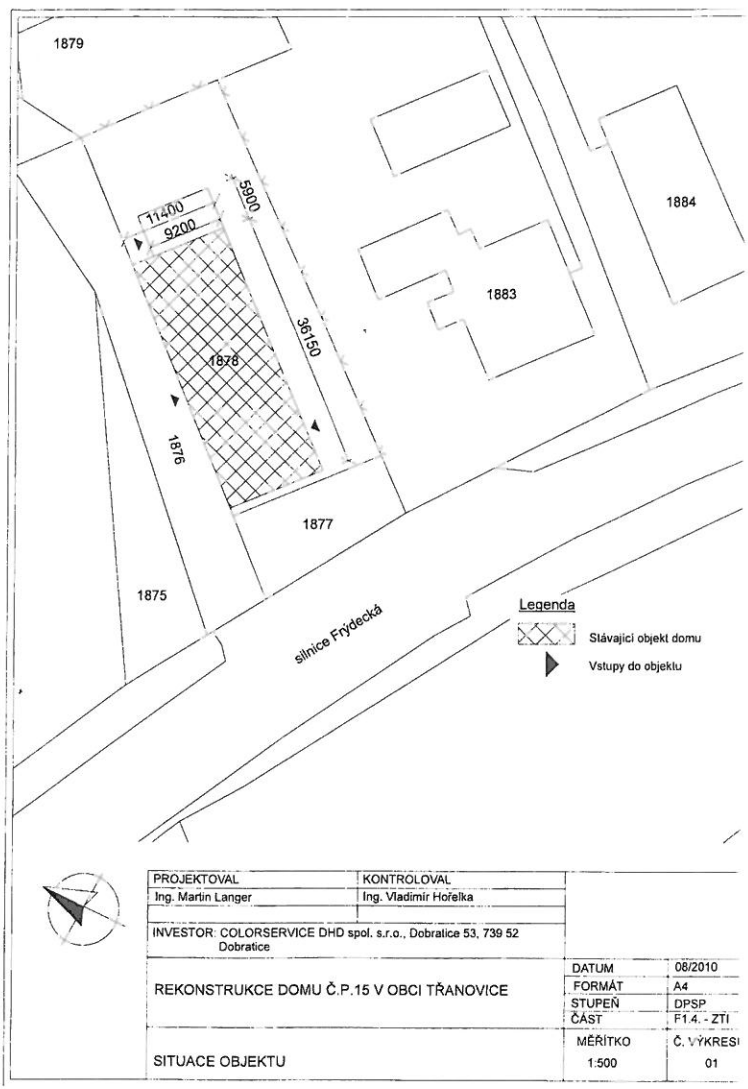 1879
1884
11400
9200
5900
1883
36150
1878
1876
1877
1875
silnice Frýdecká
Legenda
Stávající objekt domu
Vstupy do objektu
PROJEKTOVAL KONTROLOVAL
Ing. Martin Langer Ing. Vladimír Hořelka
INVESTOR: COLORSERVICE DHD spol. s.r.o., Dobratice 53, 739 52
Dobratice
REKONSTRUKCE DOMU Č.P.15 V OBCI TŘANOVICE
DATUM 08/2010
FORMÁT A4
STUPEŇ DPSP
ČÁST F1.4. - ZTI
MĚŘÍTKO Č. VÝKRESU
1:500 01
SITUACE OBJEKTU